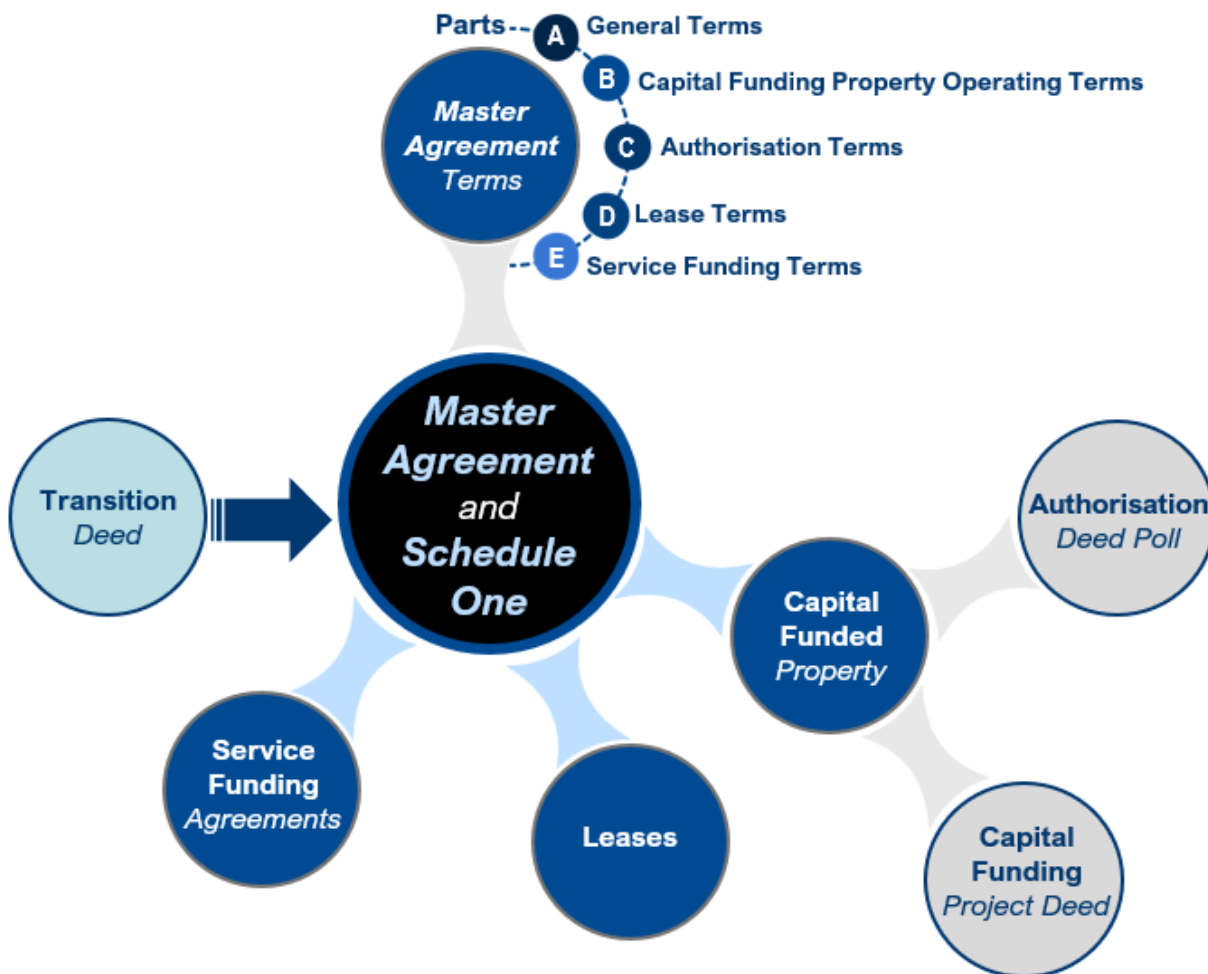 Parts
A General Terms
B Capital Funding Property Operating Terms
C Authorisation Terms
D Lease Terms
E Service Funding Terms
Master
Agreement
Terms
Master
Agreement
and
Schedule
One
Transition
Deed
Authorisation
Deed Poll
Capital
Funded
Property
Service
Funding
Agreements
Leases
Capital
Funding
Project Deed